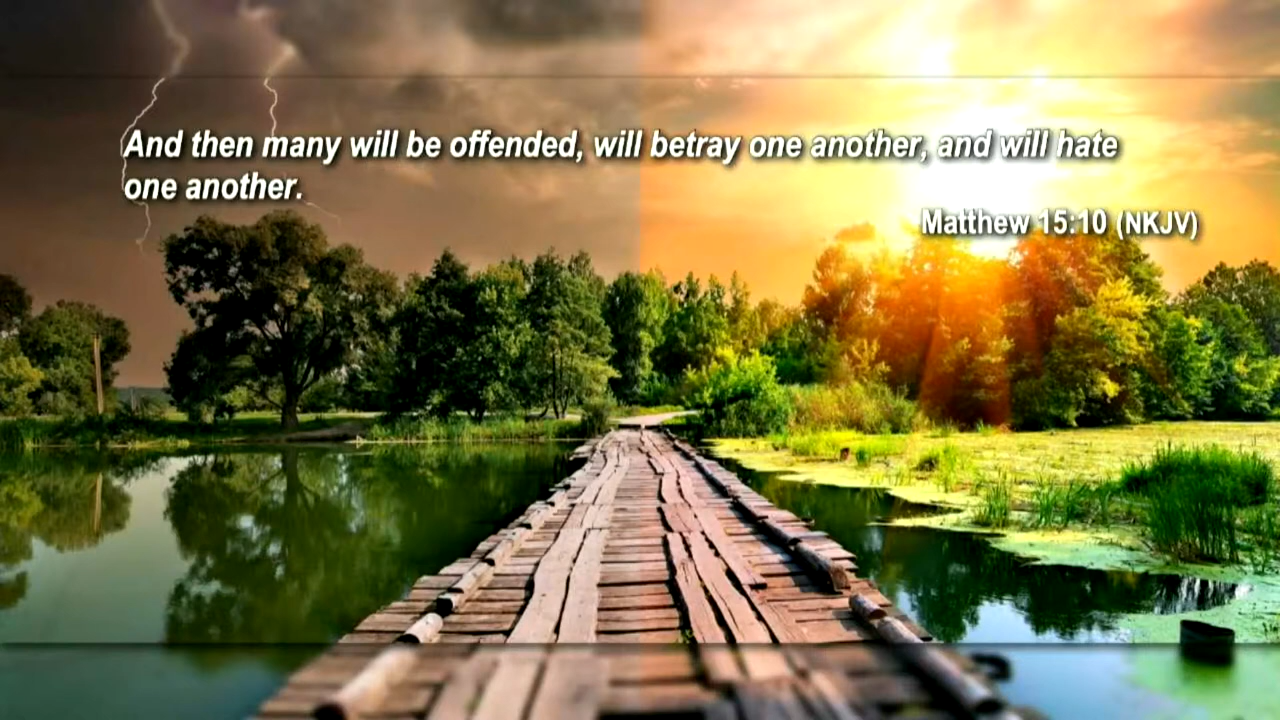 And then many will be offended, will betray one another, and will hate
one another.
Matthew 15:10 (NKJV)